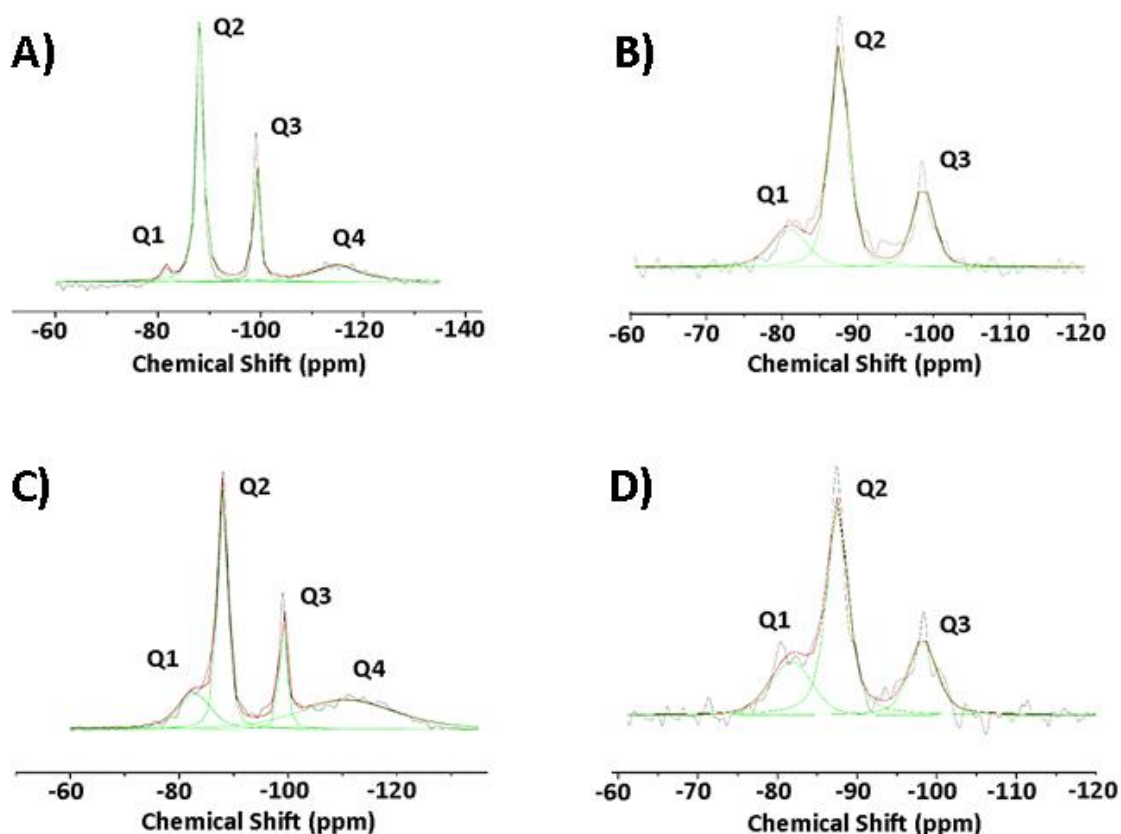 A)
Q2
Q3
Q1
Q4
-60 -80 -100 -120 -140
Chemical Shift (ppm)
B)
Q2
Q3
Q1
-60 -70 -80 -90 -100 -110 -120
Chemical Shift (ppm)
C)
Q2
Q3
Q1
Q4
-60 -80 -100 -120
Chemical Shift (ppm)
D)
Q2
Q1
Q3
-60 -70 -80 -90 -100 -110 -120
Chemical Shift (ppm)